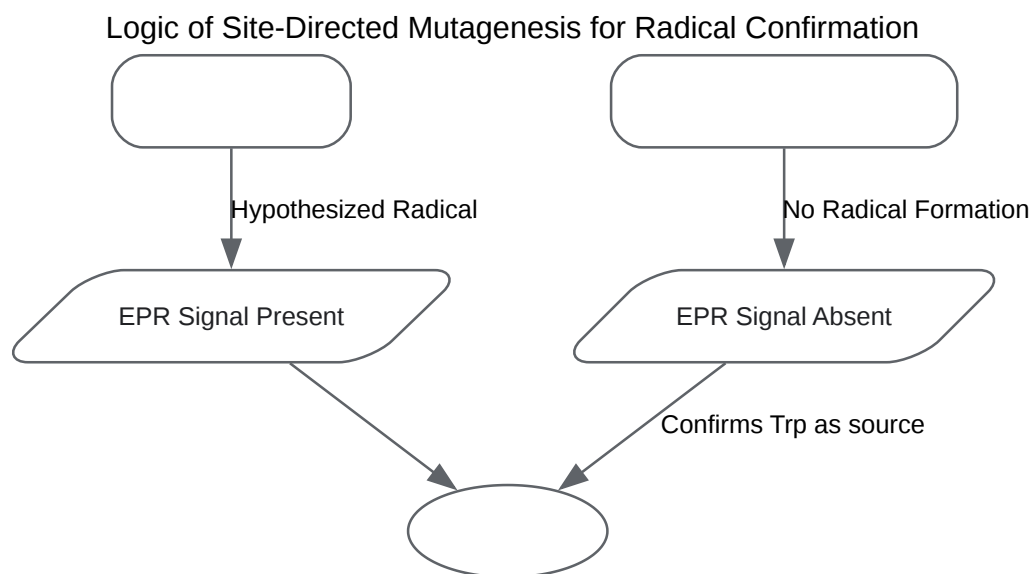 Logic of Site-Directed Mutagenesis for Radical Confirmation
Hypothesized Radical
No Radical Formation
EPR Signal Present
EPR Signal Absent
Confirms Trp as source